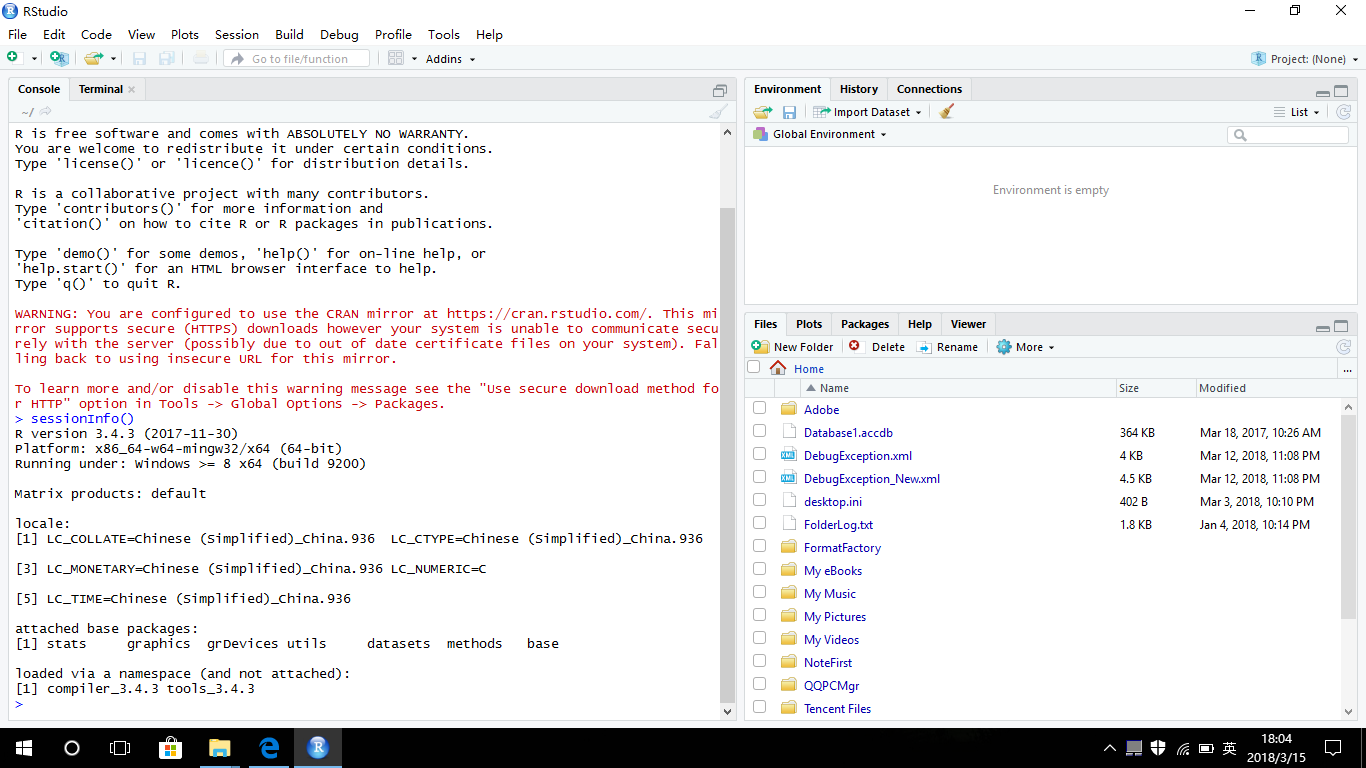 RStudio
File Edit Code View Plots Session Build Debug Profile Tools Help
Go to file/function Addins Project: (None)
Console Terminal
~/
R is free software and comes with ABSOLUTELY NO WARRANTY.
You are welcome to redistribute it under certain conditions.
Type 'license()' or 'licence()' for distribution details.
R is a collaborative project with many contributors.
Type 'contributors()' for more information and
'citation()' on how to cite R or R packages in publications.
Type 'demo()' for some demos, 'help()' for on-line help, or
'help.start()' for an HTML browser interface to help.
Type 'q()' to quit R.
WARNING: You are configured to use the CRAN mirror at https://cran.rstudio.com/. This mi
rror supports secure (HTTPS) downloads however your system is unable to communicate secu
rely with the server (possibly due to out of date certificate files on your system). Fal
ling back to using insecure URL for this mirror.
To learn more and/or disable this warning message see the "Use secure download method fo
r HTTP" option in Tools -> Global Options -> Packages.
> sessionInfo()
R version 3.4.3 (2017-11-30)
Platform: x86_64-w64-mingw32/x64 (64-bit)
Running under: Windows >= 8 x64 (build 9200)
Matrix products: default
locale:
[1] LC_COLLATE=Chinese (Simplified)_China.936  LC_CTYPE=Chinese (Simplified)_China.936
[3] LC_MONETARY=Chinese (Simplified)_China.936 LC_NUMERIC=C
[5] LC_TIME=Chinese (Simplified)_China.936
attached base packages:
[1] stats     graphics  grDevices utils     datasets  methods   base
loaded via a namespace (and not attached):
[1] compiler_3.4.3 tools_3.4.3
>
Environment History Connections
Import Dataset List
Global Environment
Environment is empty
Files Plots Packages Help Viewer
New Folder Delete Rename More
Home ...
Name Size Modified
Adobe
Database1.accdb 364 KB Mar 18, 2017, 10:26 AM
DebugException.xml 4 KB Mar 12, 2018, 11:08 PM
DebugException_New.xml 4.5 KB Mar 12, 2018, 11:08 PM
desktop.ini 402 B Mar 3, 2018, 10:10 PM
FolderLog.txt 1.8 KB Jan 4, 2018, 10:14 PM
FormatFactory
My eBooks
My Music
My Pictures
My Videos
NoteFirst
QQPCMgr
Tencent Files
英
18:04
2018/3/15